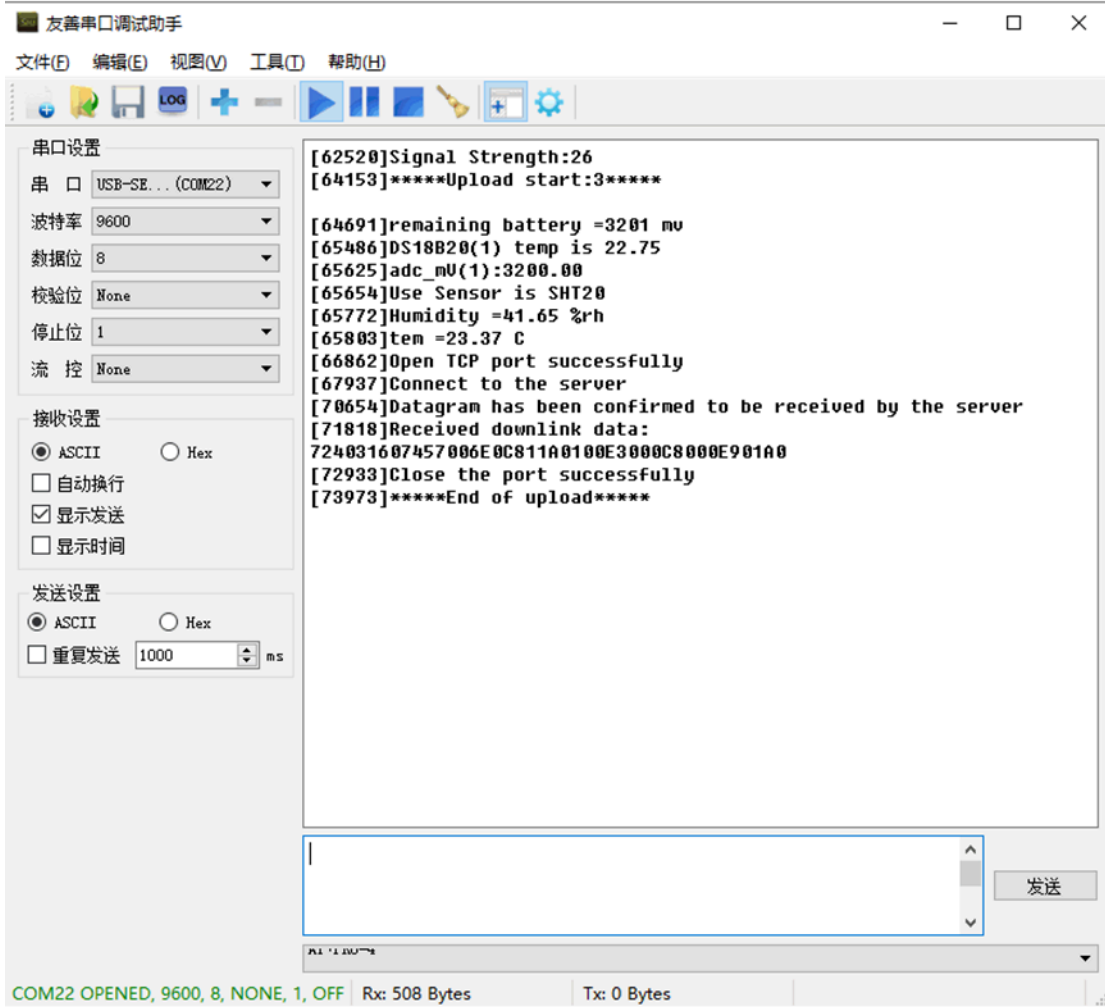 友善串口调试助手
文件(F) 编辑(E) 视图(V) 工具(T) 帮助(H)
LOG
串口设置
串 口 USB-SE...(COM22)
波特率 9600
数据位 8
校验位 None
停止位 1
流 控 None
接收设置
ASCII Hex
自动换行
显示发送
显示时间
发送设置
ASCII Hex
重复发送 1000 ms
[62520]Signal Strength:26
[64153]*****Upload start:3*****
[64691]remaining battery =3201 mv
[65486]DS18B20(1) temp is 22.75
[65625]adc_mV(1):3200.00
[65654]Use Sensor is SHT20
[65772]Humidity =41.65 %rh
[65803]tem =23.37 C
[66862]Open TCP port successfully
[67937]Connect to the server
[70654]Datagram has been confirmed to be received by the server
[71818]Received downlink data:
724031607457006E0C811A0100E3000C8000E901A0
[72933]Close the port successfully
[73973]*****End of upload*****
发送
COM22 OPENED, 9600, 8, NONE, 1, OFF Rx: 508 Bytes Tx: 0 Bytes